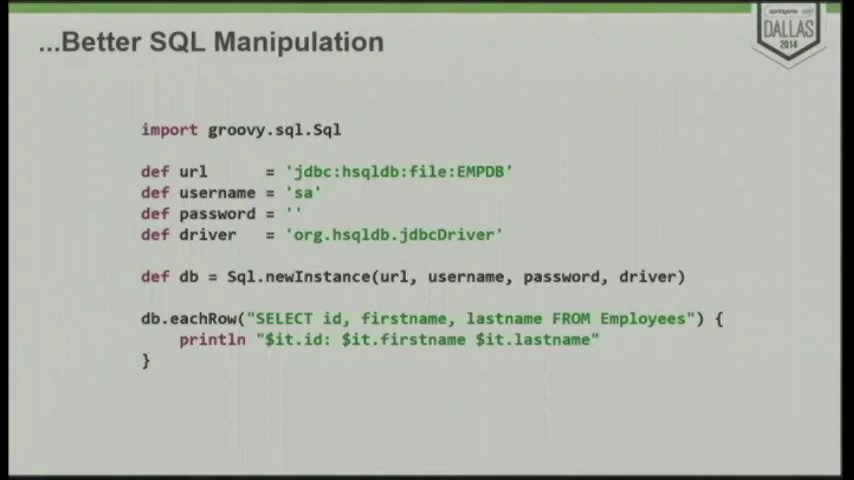 ...Better SQL Manipulation
springone 2GX
DALLAS
2014
import groovy.sql.Sql
def url      = 'jdbc:hsqldb:file:EMPDB'
def username = 'sa'
def password = ''
def driver   = 'org.hsqldb.jdbcDriver'
def db = Sql.newInstance(url, username, password, driver)
db.eachRow("SELECT id, firstname, lastname FROM Employees") {
    println "$it.id: $it.firstname $it.lastname"
}